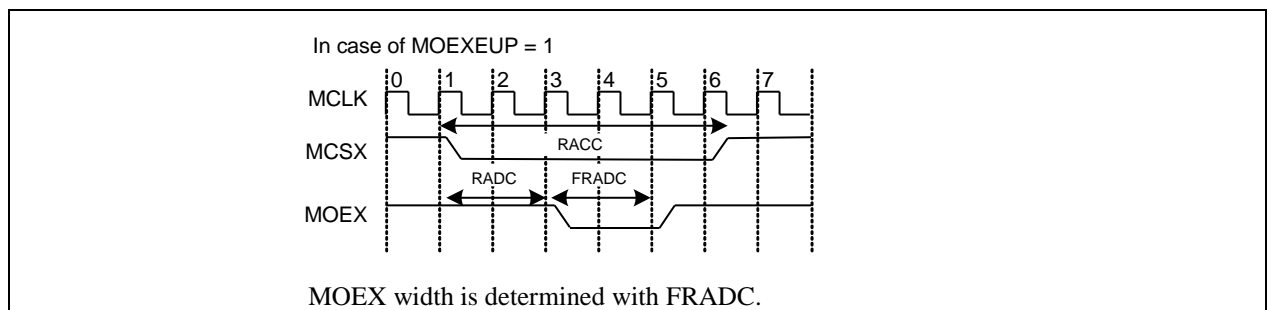 In case of MOEXEUP = 1
0 1 2 3 4 5 6 7
MCLK
RACC
MCSX
RADC FRADC
MOEX
MOEX width is determined with FRADC.